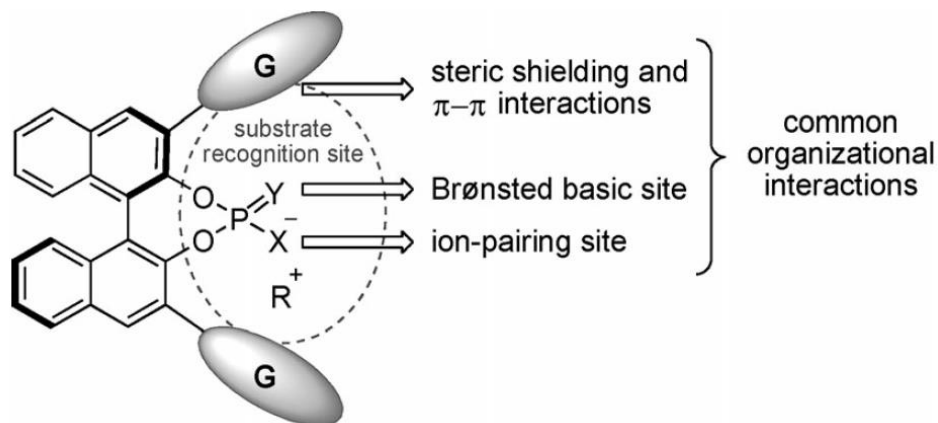 G
steric shielding and
π–π interactions
substrate
recognition site
common
organizational
interactions
O
Y
Brønsted basic site
P
–
O
X
ion-pairing site
R+
G